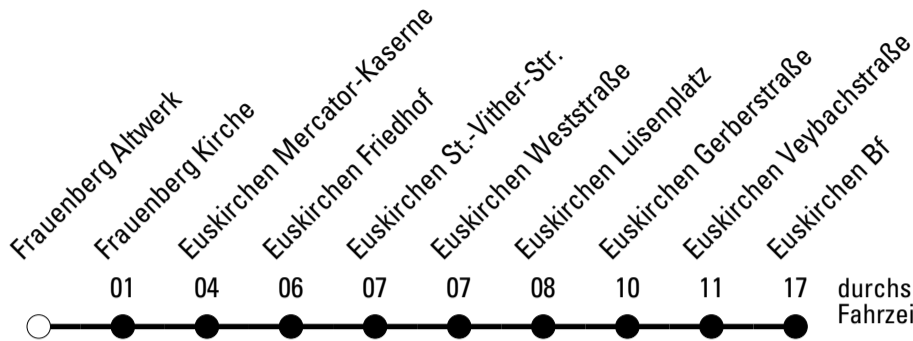 Frauenberg Altwerk
Frauenberg Kirche
Euskirchen Mercator-Kaserne
Euskirchen Friedhof
Euskirchen St.-Vither-Str.
Euskirchen Weststraße
Euskirchen Luisenplatz
Euskirchen Gerberstraße
Euskirchen Veybachstraße
Euskirchen Bf
01 04 06 07 07 08 10 11 17 durchs
Fahrzei